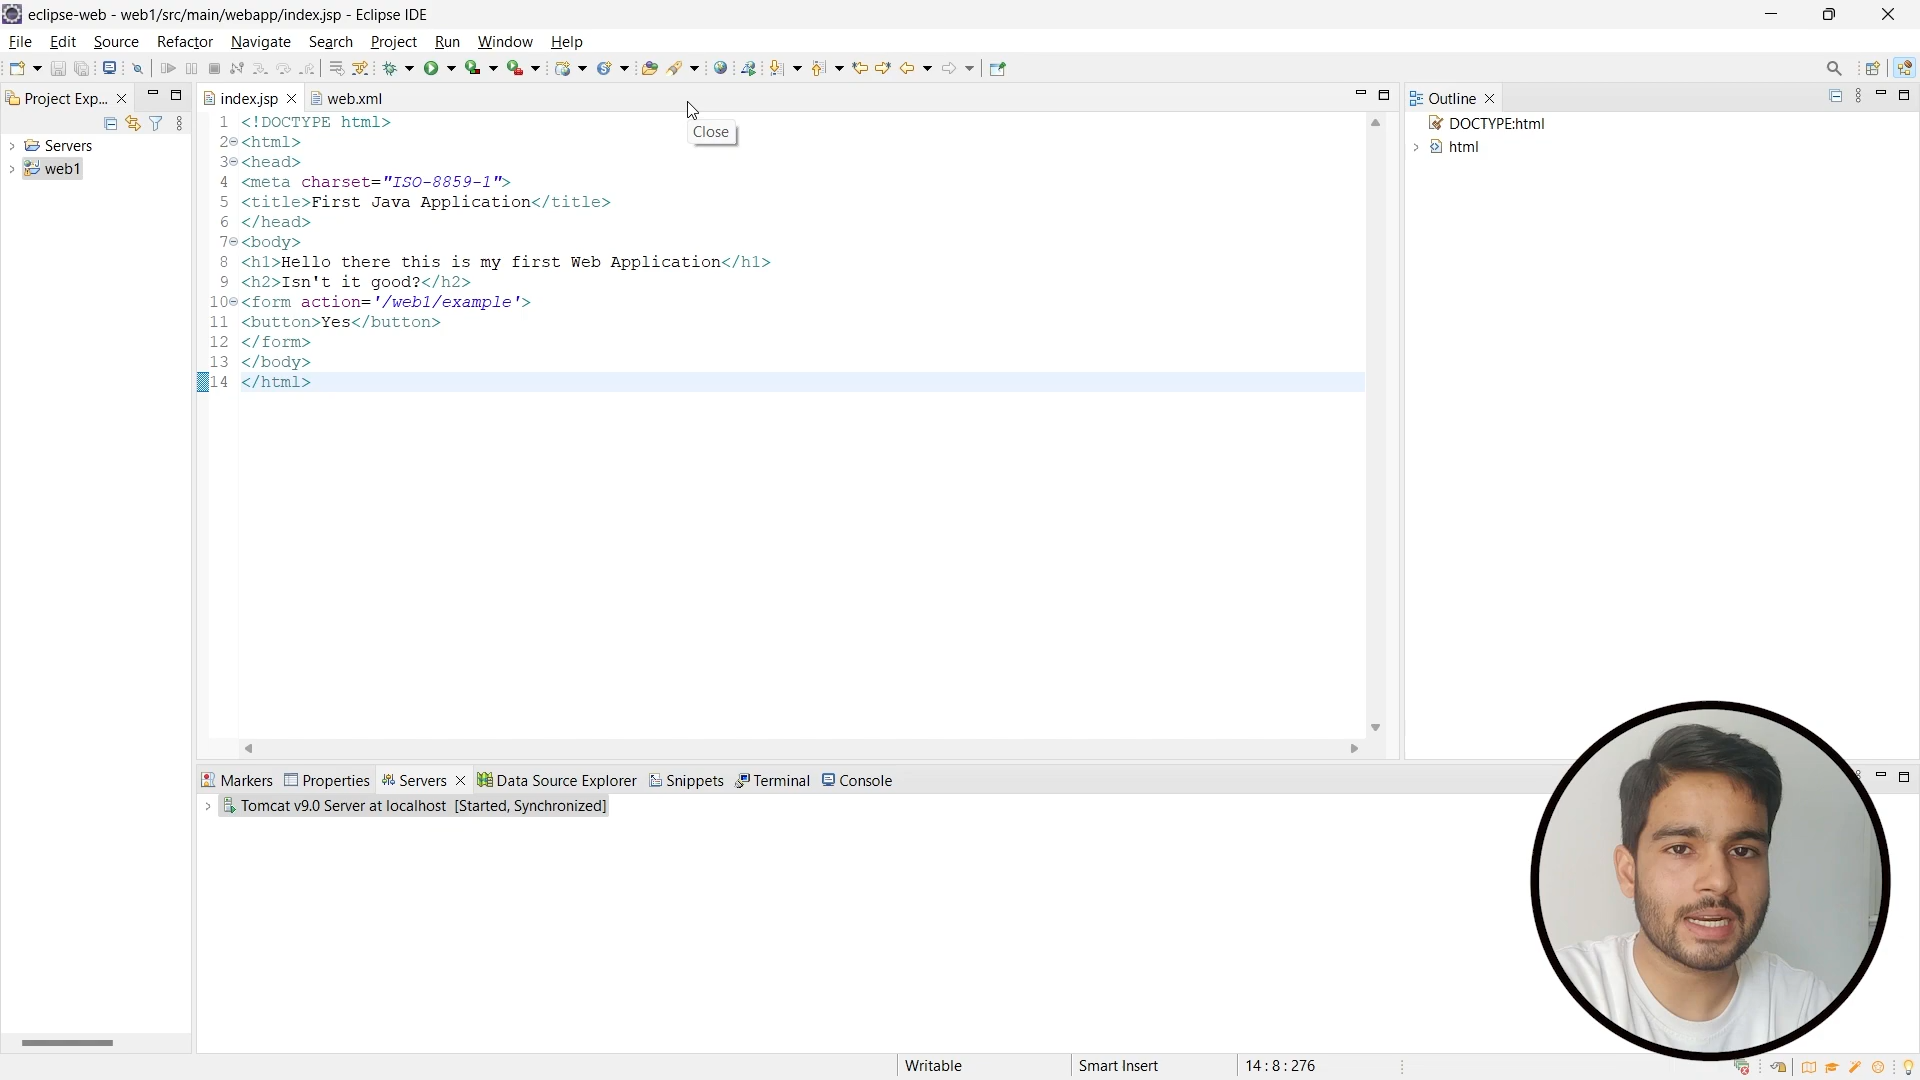 eclipse-web - web1/src/main/webapp/index.jsp - Eclipse IDE
File Edit Source Refactor Navigate Search Project Run Window Help
Project Exp...
index.jsp
web.xml
Outline
Close
Servers
web1
1 <!DOCTYPE html>
2 <html>
3 <head>
4 <meta charset="ISO-8859-1">
5 <title>First Java Application</title>
6 </head>
7 <body>
8 <h1>Hello there this is my first Web Application</h1>
9 <h2>Isn't it good?</h2>
10 <form action='/web1/example'>
11 <button>Yes</button>
12 </form>
13 </body>
14 </html>
DOCTYPE:html
html
Markers Properties Servers Data Source Explorer Snippets Terminal Console
Tomcat v9.0 Server at localhost [Started, Synchronized]
Writable Smart Insert 14 : 8 : 276